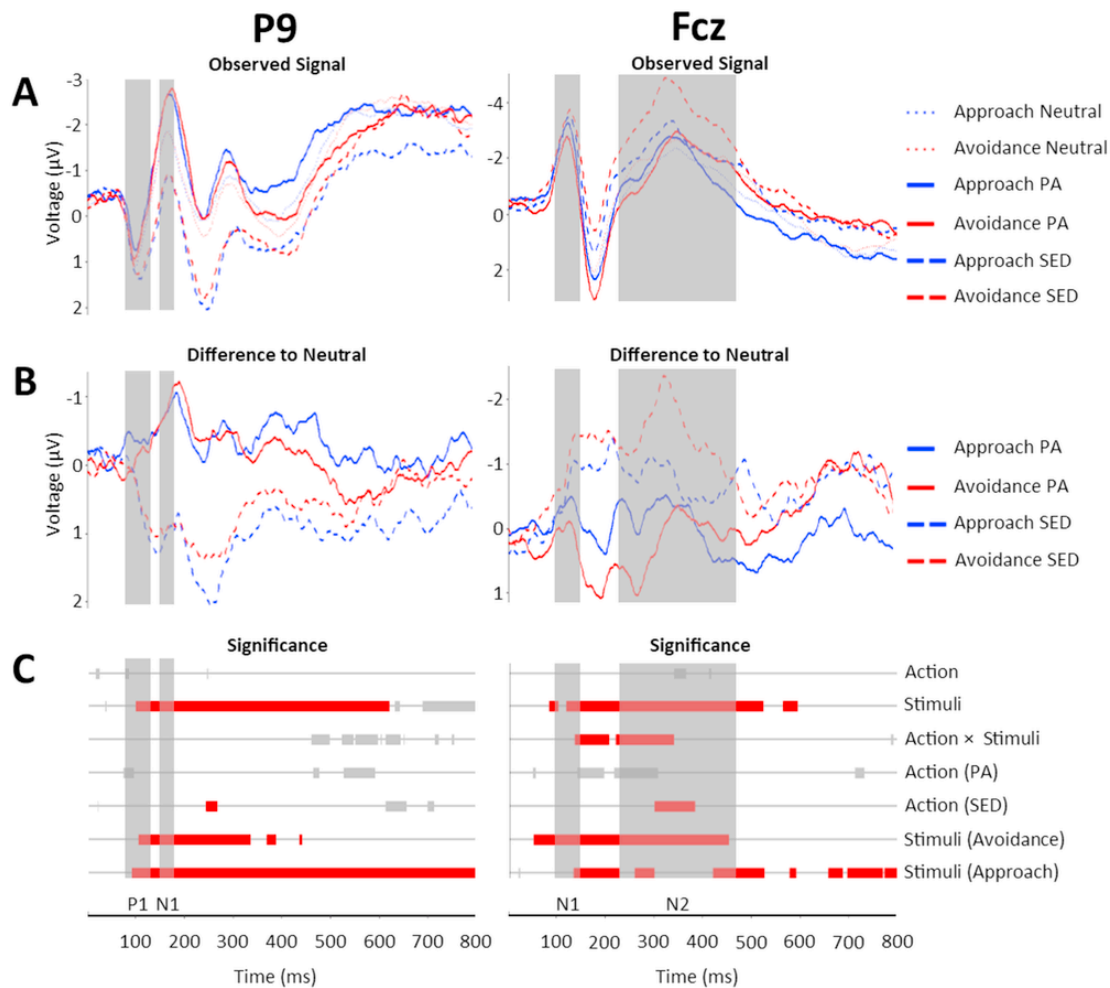 P9
Fcz
A
Observed Signal
Observed Signal
Voltage (µV)
-3
-2
-1
0
1
2
-4
-2
0
2
Approach Neutral
Avoidance Neutral
Approach PA
Avoidance PA
Approach SED
Avoidance SED
B
Difference to Neutral
Difference to Neutral
Voltage (µV)
-1
0
1
2
-2
-1
0
1
Approach PA
Avoidance PA
Approach SED
Avoidance SED
C
Significance
Significance
Action
Stimuli
Action × Stimuli
Action (PA)
Action (SED)
Stimuli (Avoidance)
Stimuli (Approach)
P1 N1
N1 N2
100 200 300 400 500 600 700 800
100 200 300 400 500 600 700 800
Time (ms)
Time (ms)